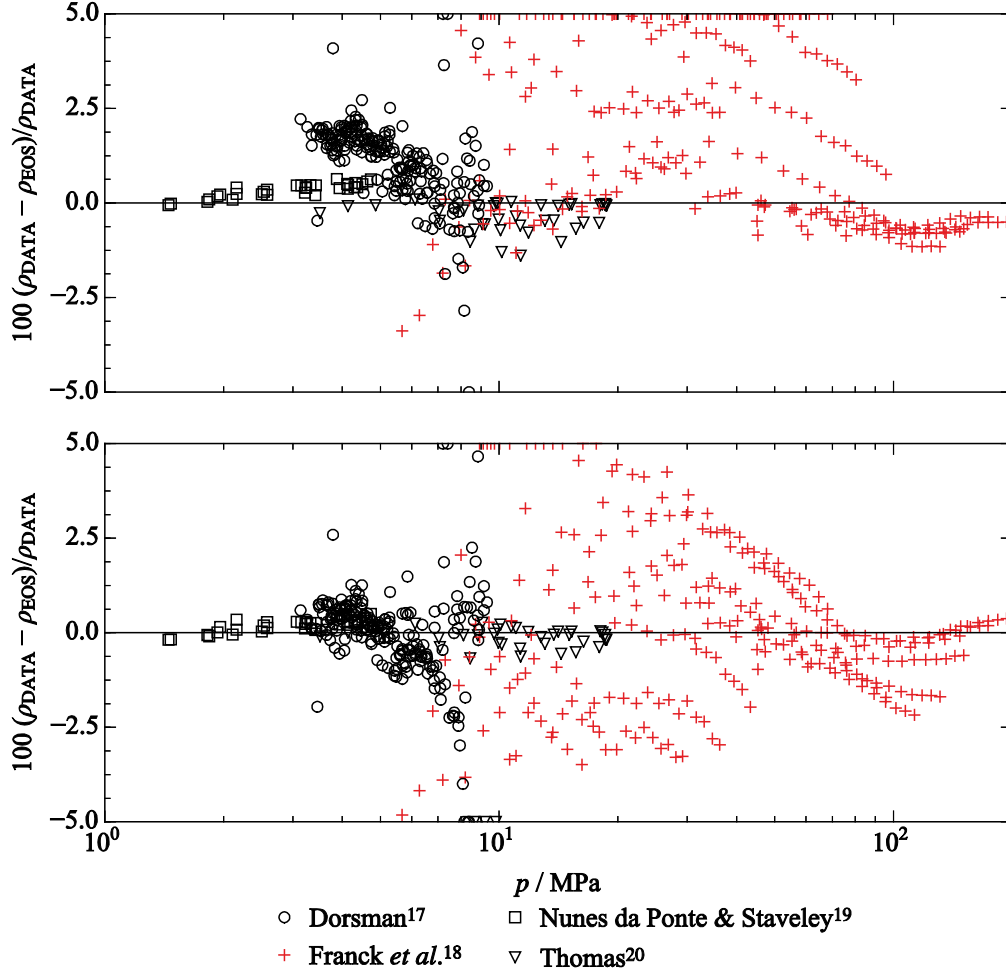 100 (ρDATA − ρEOS)/ρDATA
5.0
2.5
0.0
−2.5
−5.0
100 (ρDATA − ρEOS)/ρDATA
5.0
2.5
0.0
−2.5
−5.0
10⁰ 10¹ 10²
p / MPa
Dorsman¹⁷ Nunes da Ponte & Staveley¹⁹
Franck et al.¹⁸ Thomas²⁰